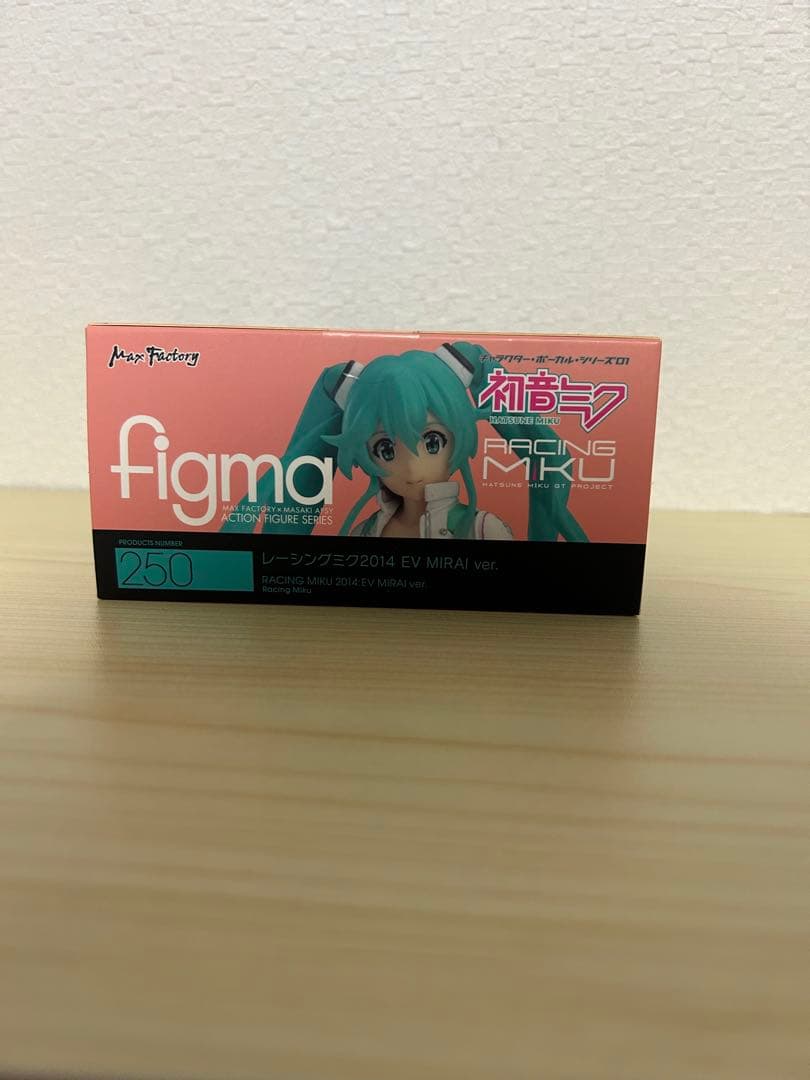 Max Factory
figma
MAX FACTORY × MASAKI APSY
ACTION FIGURE SERIES
キャラクター・ボーカル・シリーズ01
初音ミク
HATSUNE MIKU
RACING
MIKU
HATSUNE MIKU GT PROJECT
PRODUCTS NUMBER
250
レーシングミク2014 EV MIRAI ver.
RACING MIKU 2014 EV MIRAI ver.
Racing Miku